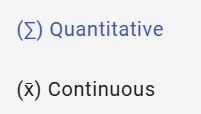 (∑) Quantitative
(x̄) Continuous